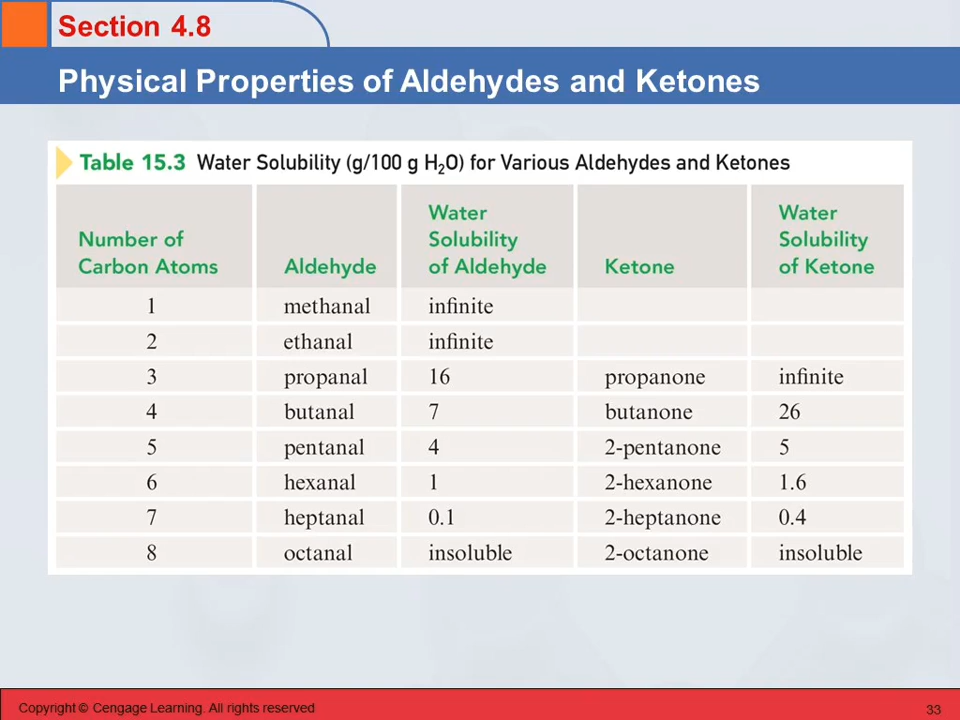 Section 4.8
Physical Properties of Aldehydes and Ketones
Table 15.3 Water Solubility (g/100 g H₂O) for Various Aldehydes and Ketones
Number of Carbon Atoms Aldehyde Water Solubility of Aldehyde Ketone Water Solubility of Ketone
1 methanal infinite
2 ethanal infinite
3 propanal 16 propanone infinite
4 butanal 7 butanone 26
5 pentanal 4 2-pentanone 5
6 hexanal 1 2-hexanone 1.6
7 heptanal 0.1 2-heptanone 0.4
8 octanal insoluble 2-octanone insoluble
Copyright © Cengage Learning. All rights reserved 33